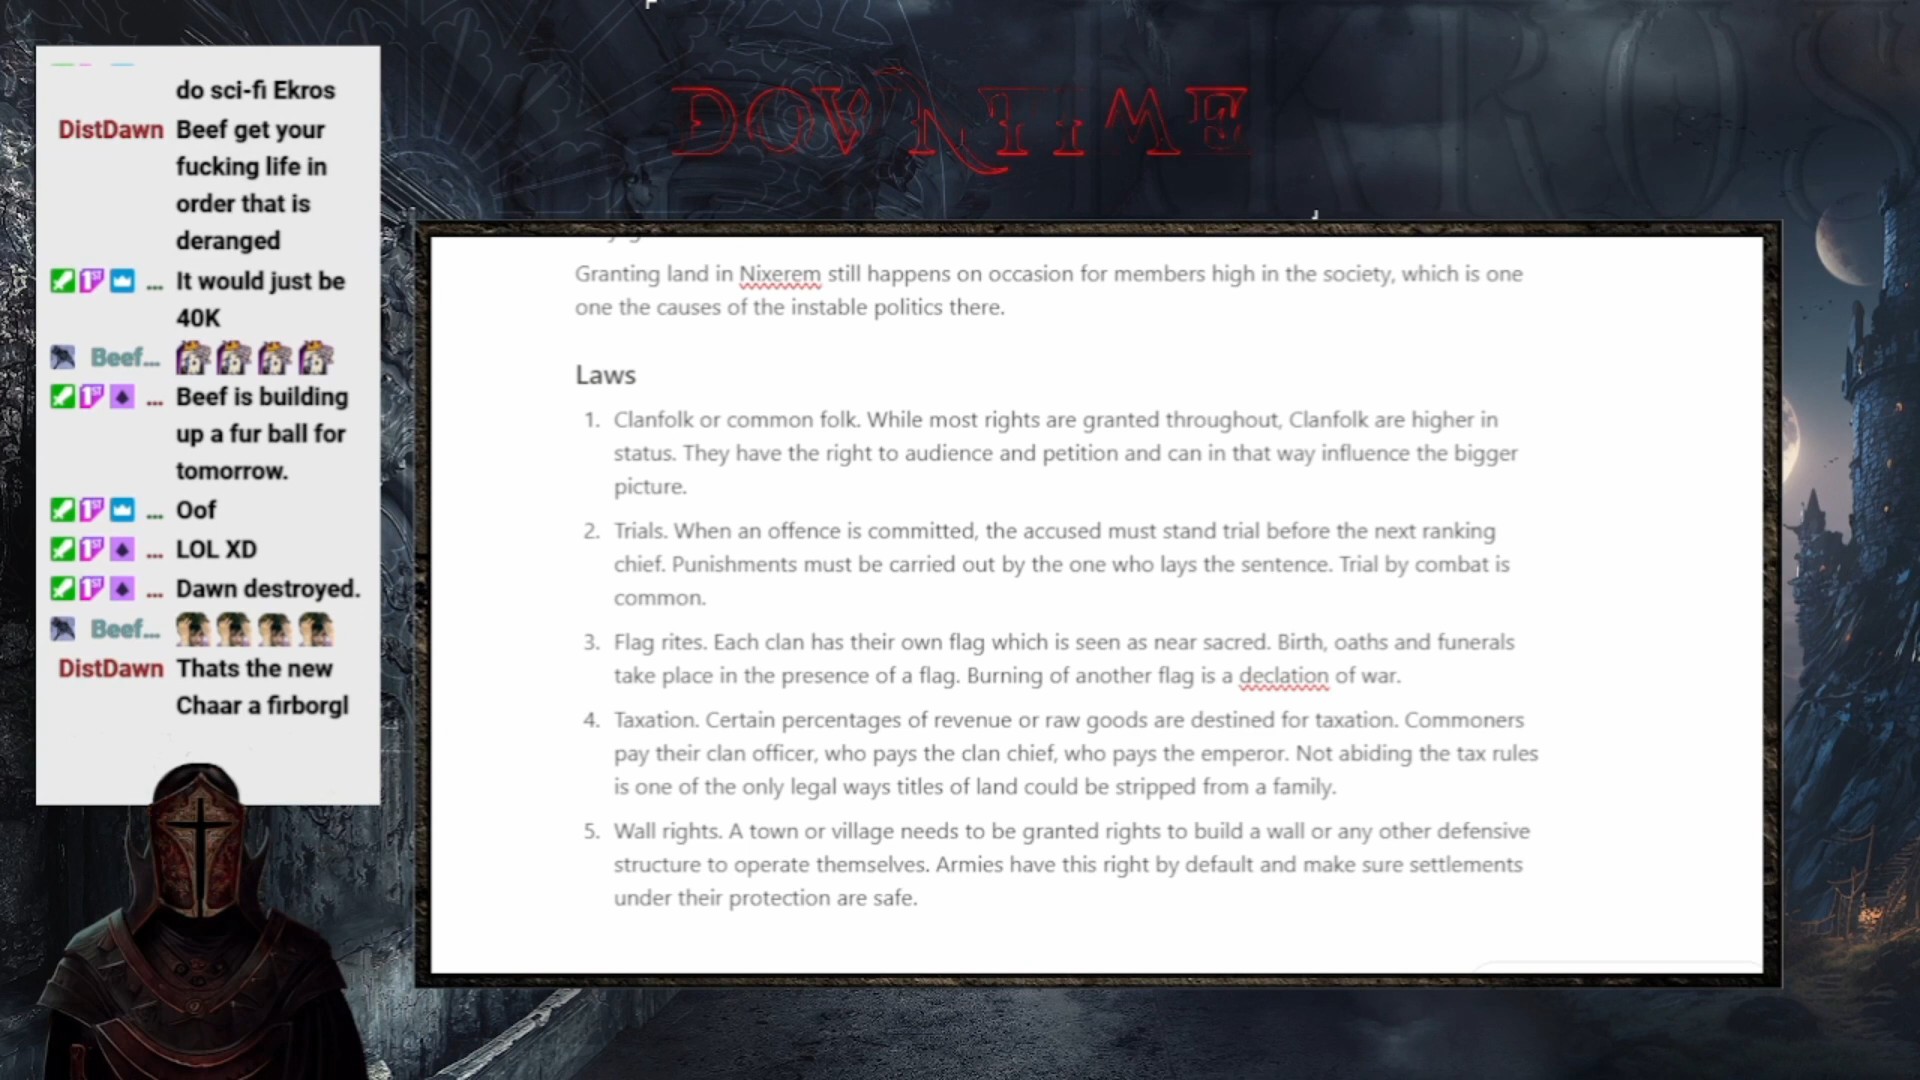 DOWNTIME
do sci-fi Ekros
DistDawn Beef get your
fucking life in
order that is
deranged
... It would just be
40K
Beef...
... Beef is building
up a fur ball for
tomorrow.
... Oof
... LOL XD
... Dawn destroyed.
Beef...
DistDawn Thats the new
Chaar a firborgl
Granting land in Nixerem still happens on occasion for members high in the society, which is one
one the causes of the instable politics there.
Laws
1. Clanfolk or common folk. While most rights are granted throughout, Clanfolk are higher in
status. They have the right to audience and petition and can in that way influence the bigger
picture.
2. Trials. When an offence is committed, the accused must stand trial before the next ranking
chief. Punishments must be carried out by the one who lays the sentence. Trial by combat is
common.
3. Flag rites. Each clan has their own flag which is seen as near sacred. Birth, oaths and funerals
take place in the presence of a flag. Burning of another flag is a declation of war.
4. Taxation. Certain percentages of revenue or raw goods are destined for taxation. Commoners
pay their clan officer, who pays the clan chief, who pays the emperor. Not abiding the tax rules
is one of the only legal ways titles of land could be stripped from a family.
5. Wall rights. A town or village needs to be granted rights to build a wall or any other defensive
structure to operate themselves. Armies have this right by default and make sure settlements
under their protection are safe.